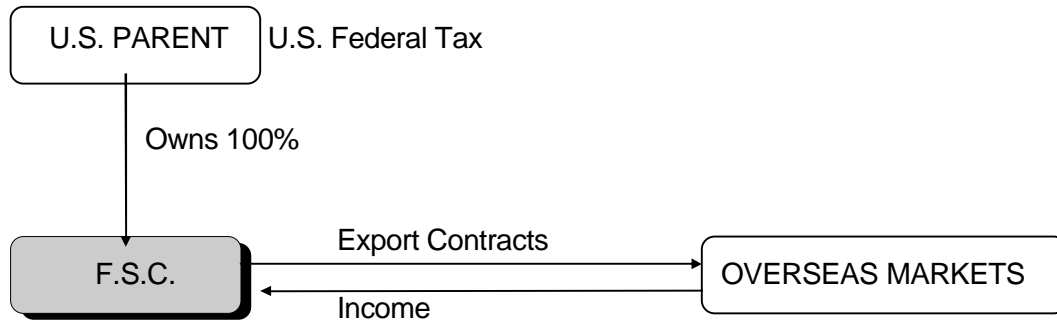 U.S. PARENT
U.S. Federal Tax
Owns 100%
Export Contracts
F.S.C.
OVERSEAS MARKETS
Income